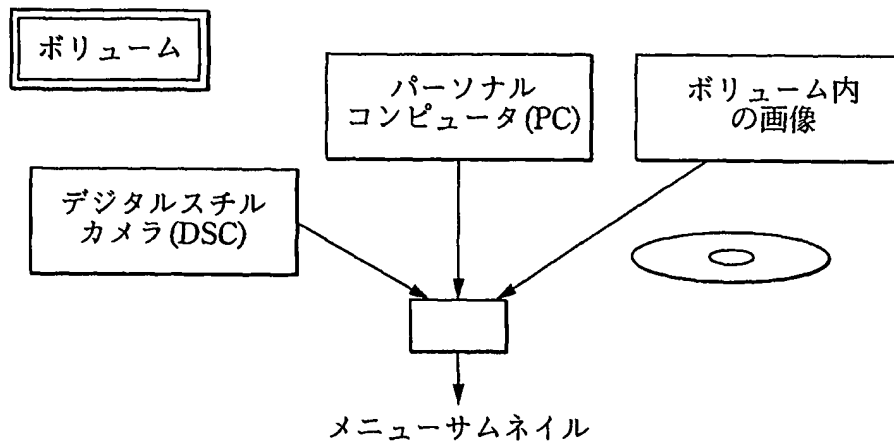 ボリューム
パーソナル
コンピュータ(PC)
ボリューム内
の画像
デジタルスチル
カメラ(DSC)
メニューサムネイル